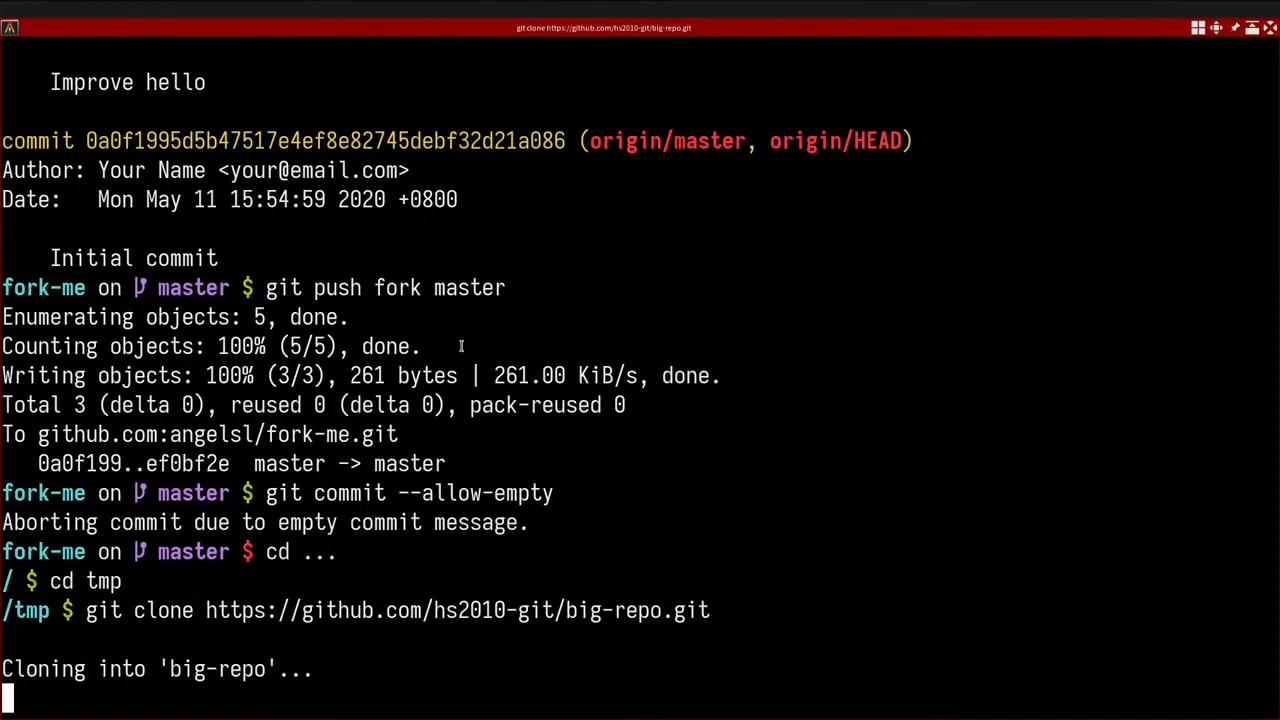 git clone https://github.com/hs2010-git/big-repo.git
Improve hello
commit 0a0f1995d5b47517e4ef8e82745debf32d21a086 (origin/master, origin/HEAD)
Author: Your Name <your@email.com>
Date:   Mon May 11 15:54:59 2020 +0800
Initial commit
fork-me on master $ git push fork master
Enumerating objects: 5, done.
Counting objects: 100% (5/5), done.
Writing objects: 100% (3/3), 261 bytes | 261.00 KiB/s, done.
Total 3 (delta 0), reused 0 (delta 0), pack-reused 0
To github.com:angelsl/fork-me.git
0a0f199..ef0bf2e  master -> master
fork-me on master $ git commit --allow-empty
Aborting commit due to empty commit message.
fork-me on master $ cd ...
/ $ cd tmp
/tmp $ git clone https://github.com/hs2010-git/big-repo.git
Cloning into 'big-repo'...